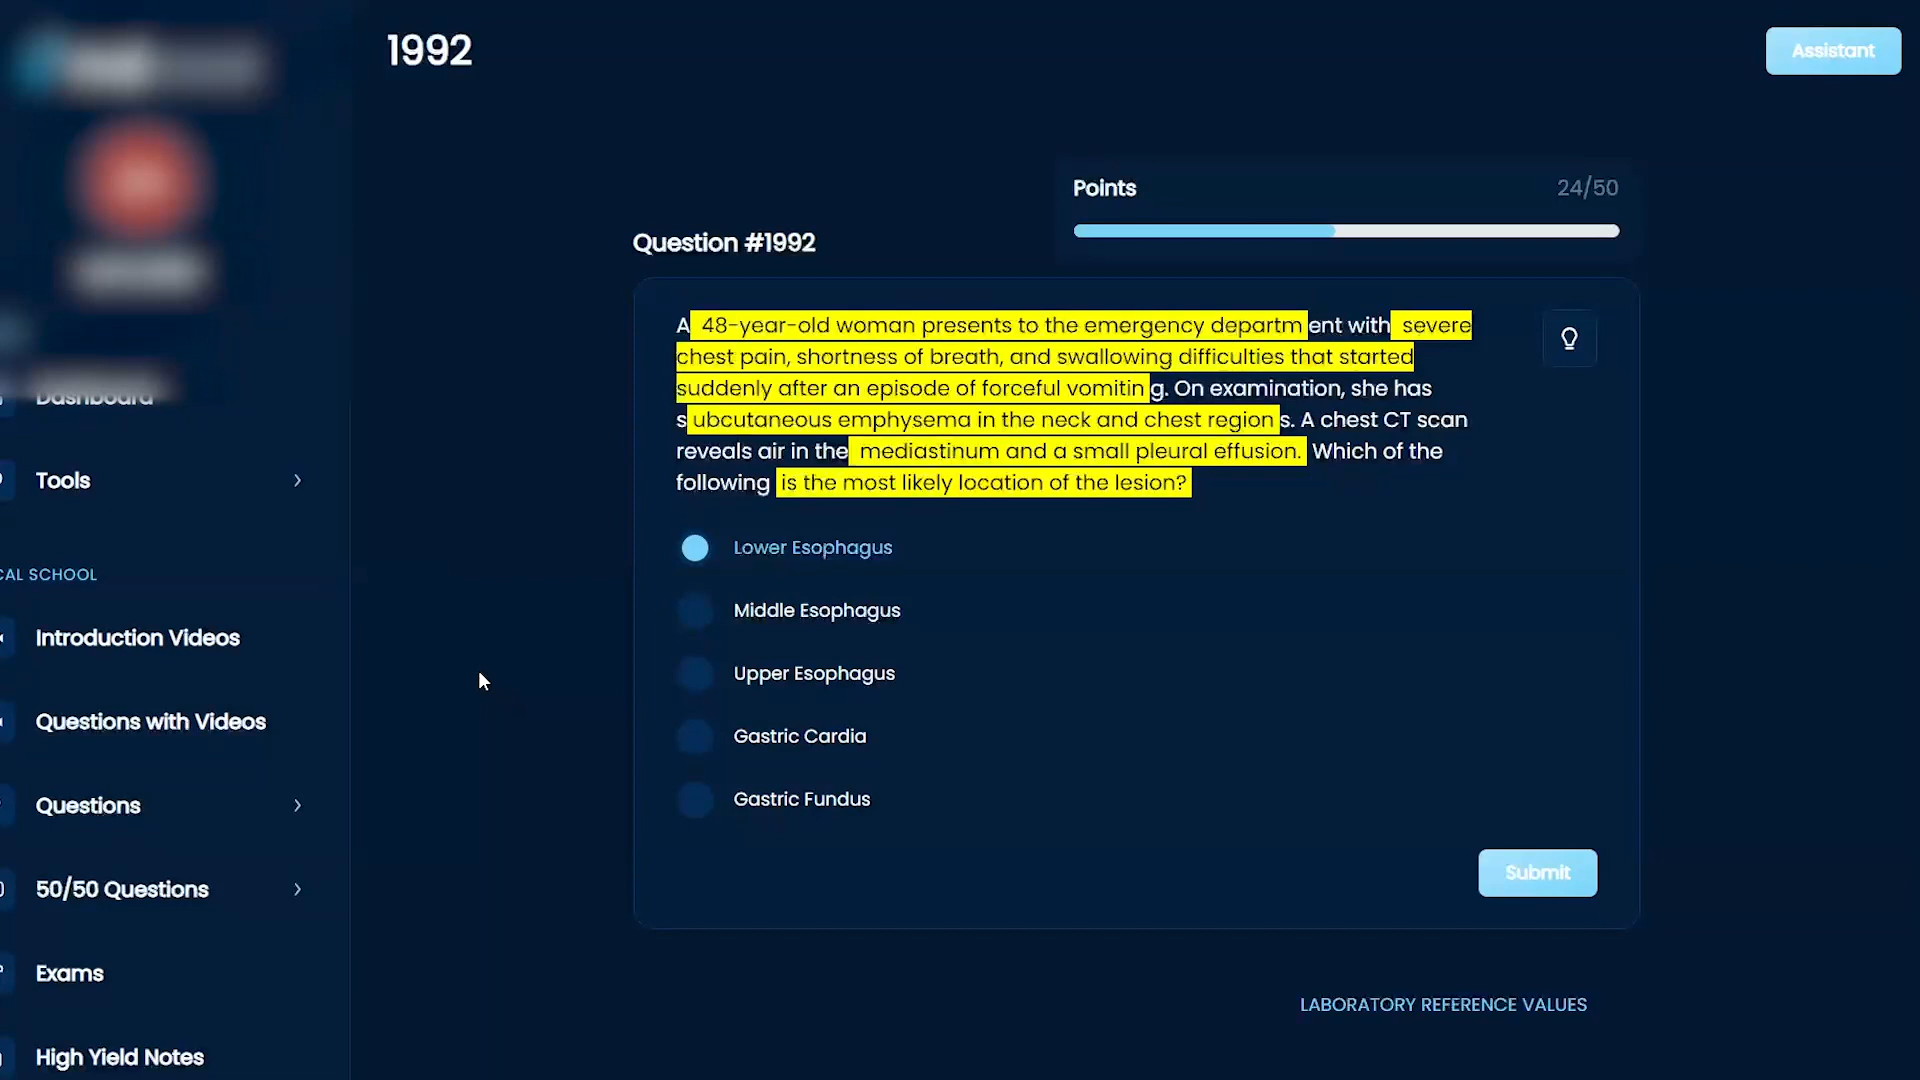 1992
Assistant
Points
24/50
Question #1992
A 48-year-old woman presents to the emergency department with severe
chest pain, shortness of breath, and swallowing difficulties that started
suddenly after an episode of forceful vomiting. On examination, she has
subcutaneous emphysema in the neck and chest regions. A chest CT scan
reveals air in the mediastinum and a small pleural effusion. Which of the
following is the most likely location of the lesion?
Lower Esophagus
Middle Esophagus
Upper Esophagus
Gastric Cardia
Gastric Fundus
Submit
LABORATORY REFERENCE VALUES
Dashboard
Tools
CAL SCHOOL
Introduction Videos
Questions with Videos
Questions
50/50 Questions
Exams
High Yield Notes